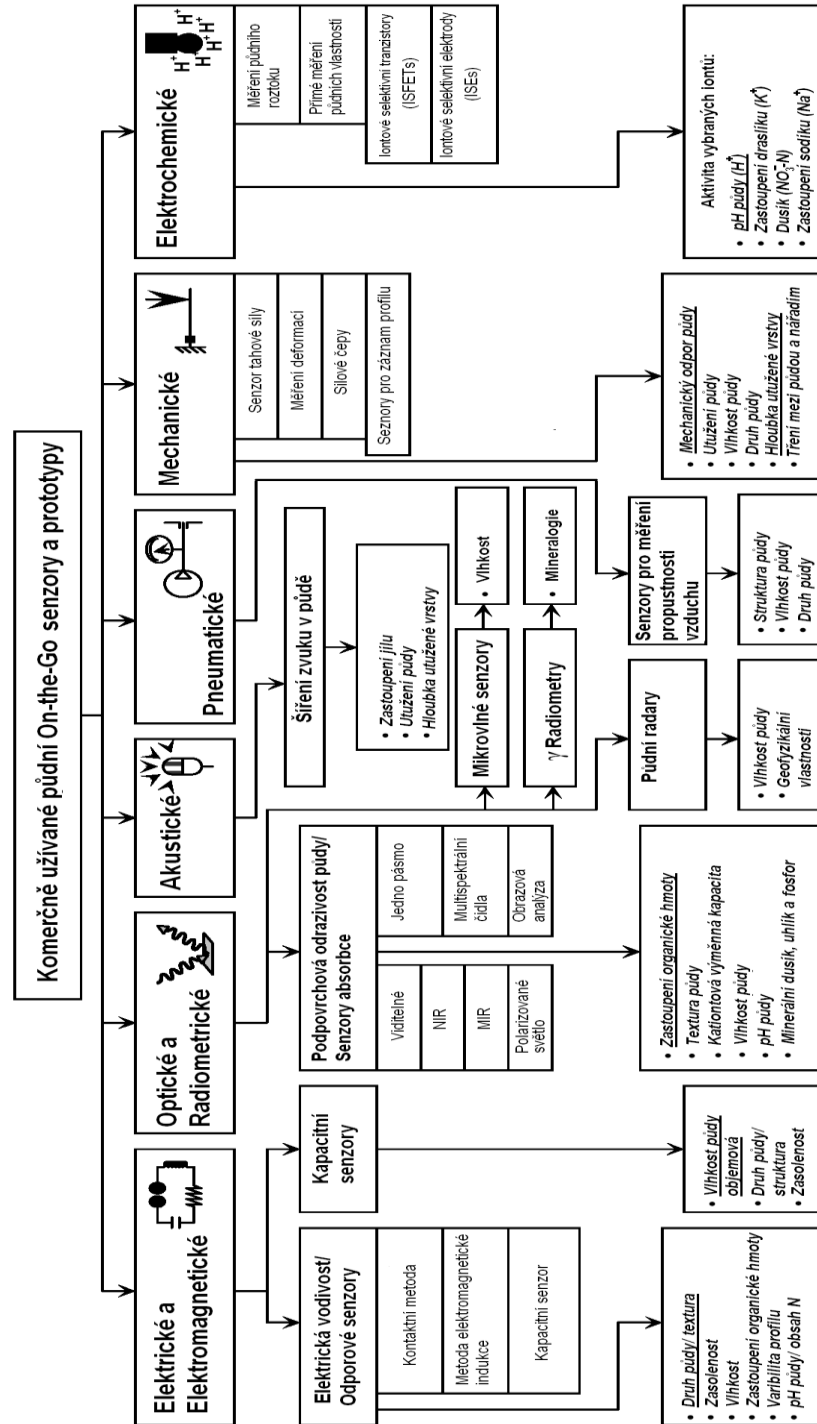 Komerčně užívané půdní On-the-Go senzory a prototypy
Elektrické a
Elektromagnetické
Optické a
Radiometrické
Akustické
Pneumatické
Mechanické
Elektrochemické
H⁺
H⁺
H⁺
H⁺
H⁺
H⁺
Elektrická vodivost/
Odporové senzory
Kontaktní metoda
Metoda elektromagnetické
indukce
Kapacitní senzor
Kapacitní
senzory
Podpovrchová odrazivost půdy/
Senzory absorbce
Viditelné
NIR
MIR
Polarizované
světlo
Jedno pásmo
Multispektrální
čidla
Obrazová
analýza
Šíření zvuku v půdě
• Zastoupení jílu
• Utužení půdy
• Hloubka utužené vrstvy
Mikrovlné senzory
• Vlhkost
γ Radiometry
• Mineralogie
Senzor tahové síly
Měření deformací
Silové čepy
Seznory pro záznam profilu
Měření půdního
roztoku
Přímé měření
půdních vlastností
Iontově selektivní tranzistory
(ISFETs)
Iontově selektivní elektrody
(ISEs)
Půdní radary
Senzory pro měření
propustnosti
vzduchu
• Druh půdy/ textura
• Zasolenost
• Vlhkost
• Zastoupení organické hmoty
• Varibilita profilu
• pH půdy/ obsah N
• Vlhkost půdy
objemová
• Druh půdy/
struktura
• Zasolenost
• Zastoupení organické hmoty
• Textura půdy
• Kationtová výměnná kapacita
• Vlhkost půdy
• pH půdy
• Minerální dusík, uhlík a fosfor
• Vlhkost půdy
• Geofyzikální
vlastnosti
• Struktura půdy
• Vlhkost půdy
• Druh půdy
• Mechanický odpor půdy
• Utužení půdy
• Vlhkost půdy
• Druh půdy
• Hloubka utužené vrstvy
• Tření mezi půdou a nářadím
Aktivita vybraných iontů:
• pH půdy (H⁺)
• Zastoupení draslíku (K⁺)
• Dusík (NO₃⁻-N)
• Zastoupení sodíku (Na⁺)